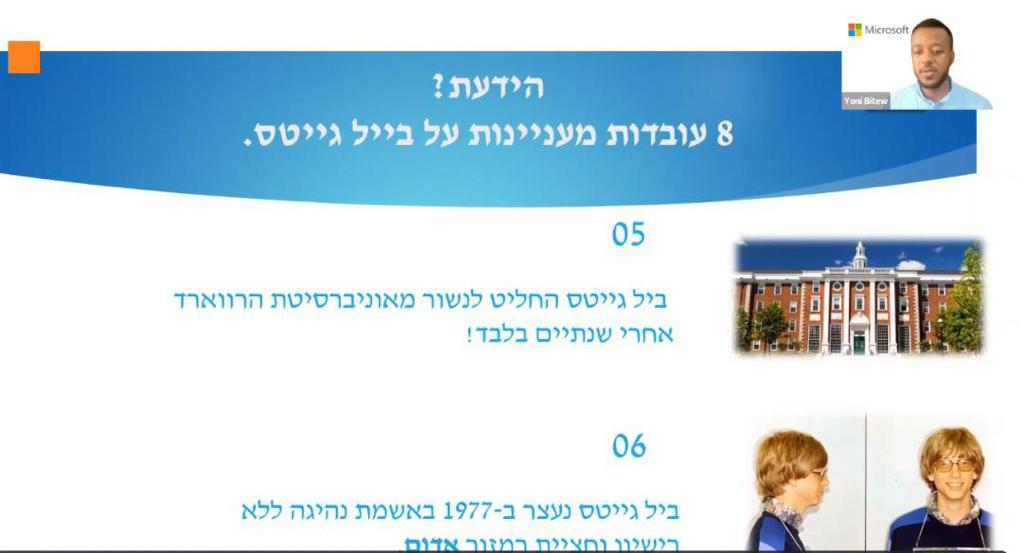 Microsoft
Yoni Bitew
הידעת?
8 עובדות מעניינות על בייל גייטס.
05
ביל גייטס החליט לנשור מאוניברסיטת הרווארד
אחרי שנתיים בלבד!
06
ביל גייטס נעצר ב-1977 באשמת נהיגה ללא
רישיון וחציית רמזור אדום